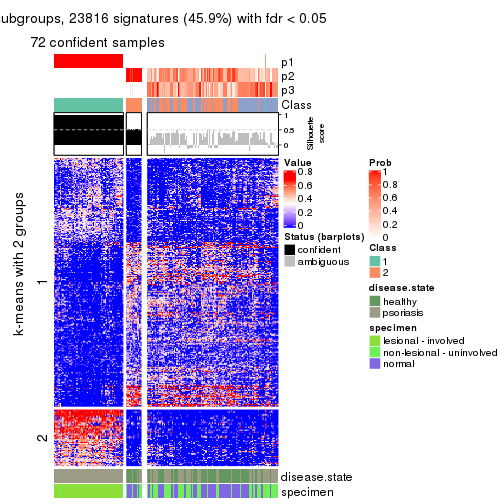 ubgroups, 23816 signatures (45.9%) with fdr < 0.05
72 confident samples
p1
p2
p3
Class
1
0.5
0
Silhouette
score
k-means with 2 groups
1
2
disease.state
specimen
Value
0.8
0.6
0.4
0.2
0
Status (barplots)
confident
ambiguous
Prob
1
0.8
0.6
0.4
0.2
0
Class
1
2
disease.state
healthy
psoriasis
specimen
lesional - involved
non-lesional - uninvolved
normal